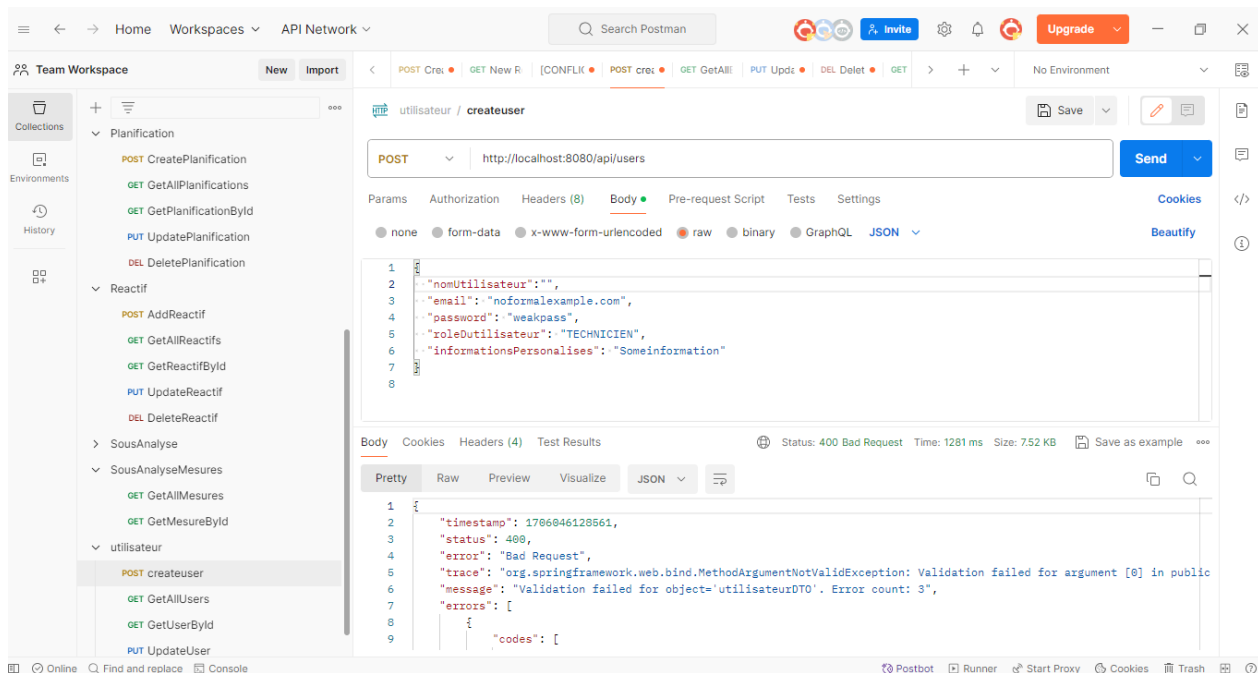 Home Workspaces API Network Search Postman Invite Upgrade
Team Workspace New Import POST Cre GET New R [CONFLI POST crea GET GetAll PUT Upda DEL Delet GET No Environment
Collections
Environments
History
Planification
POST CreatePlanification
GET GetAllPlanifications
GET GetPlanificationById
PUT UpdatePlanification
DEL DeletePlanification
Reactif
POST AddReactif
GET GetAllReactifs
GET GetReactifById
PUT UpdateReactif
DEL DeleteReactif
SousAnalyse
SousAnalyseMesures
GET GetAllMesures
GET GetMesureById
utilisateur
POST createuser
GET GetAllUsers
GET GetUserById
PUT UpdateUser
HTTP utilisateur / createuser Save
POST http://localhost:8080/api/users Send
Params Authorization Headers (8) Body Pre-request Script Tests Settings Cookies
none form-data x-www-form-urlencoded raw binary GraphQL JSON Beautify
1 {
2 "nomUtilisateur":"",
3 "email": "noformalexample.com",
4 "password": "weakpass",
5 "roleDutilisateur": "TECHNICIEN",
6 "informationsPersonalises": "Someinformation"
7 }
8
Body Cookies Headers (4) Test Results Status: 400 Bad Request Time: 1281 ms Size: 7.52 KB Save as example
Pretty Raw Preview Visualize JSON
1 {
2 "timestamp": 1706046128561,
3 "status": 400,
4 "error": "Bad Request",
5 "trace": "org.springframework.web.bind.MethodArgumentNotValidException: Validation failed for argument [0] in public
6 "message": "Validation failed for object='utilisateurDTO'. Error count: 3",
7 "errors": [
8 {
9 "codes": [
Online Find and replace Console Postbot Runner Start Proxy Cookies Trash